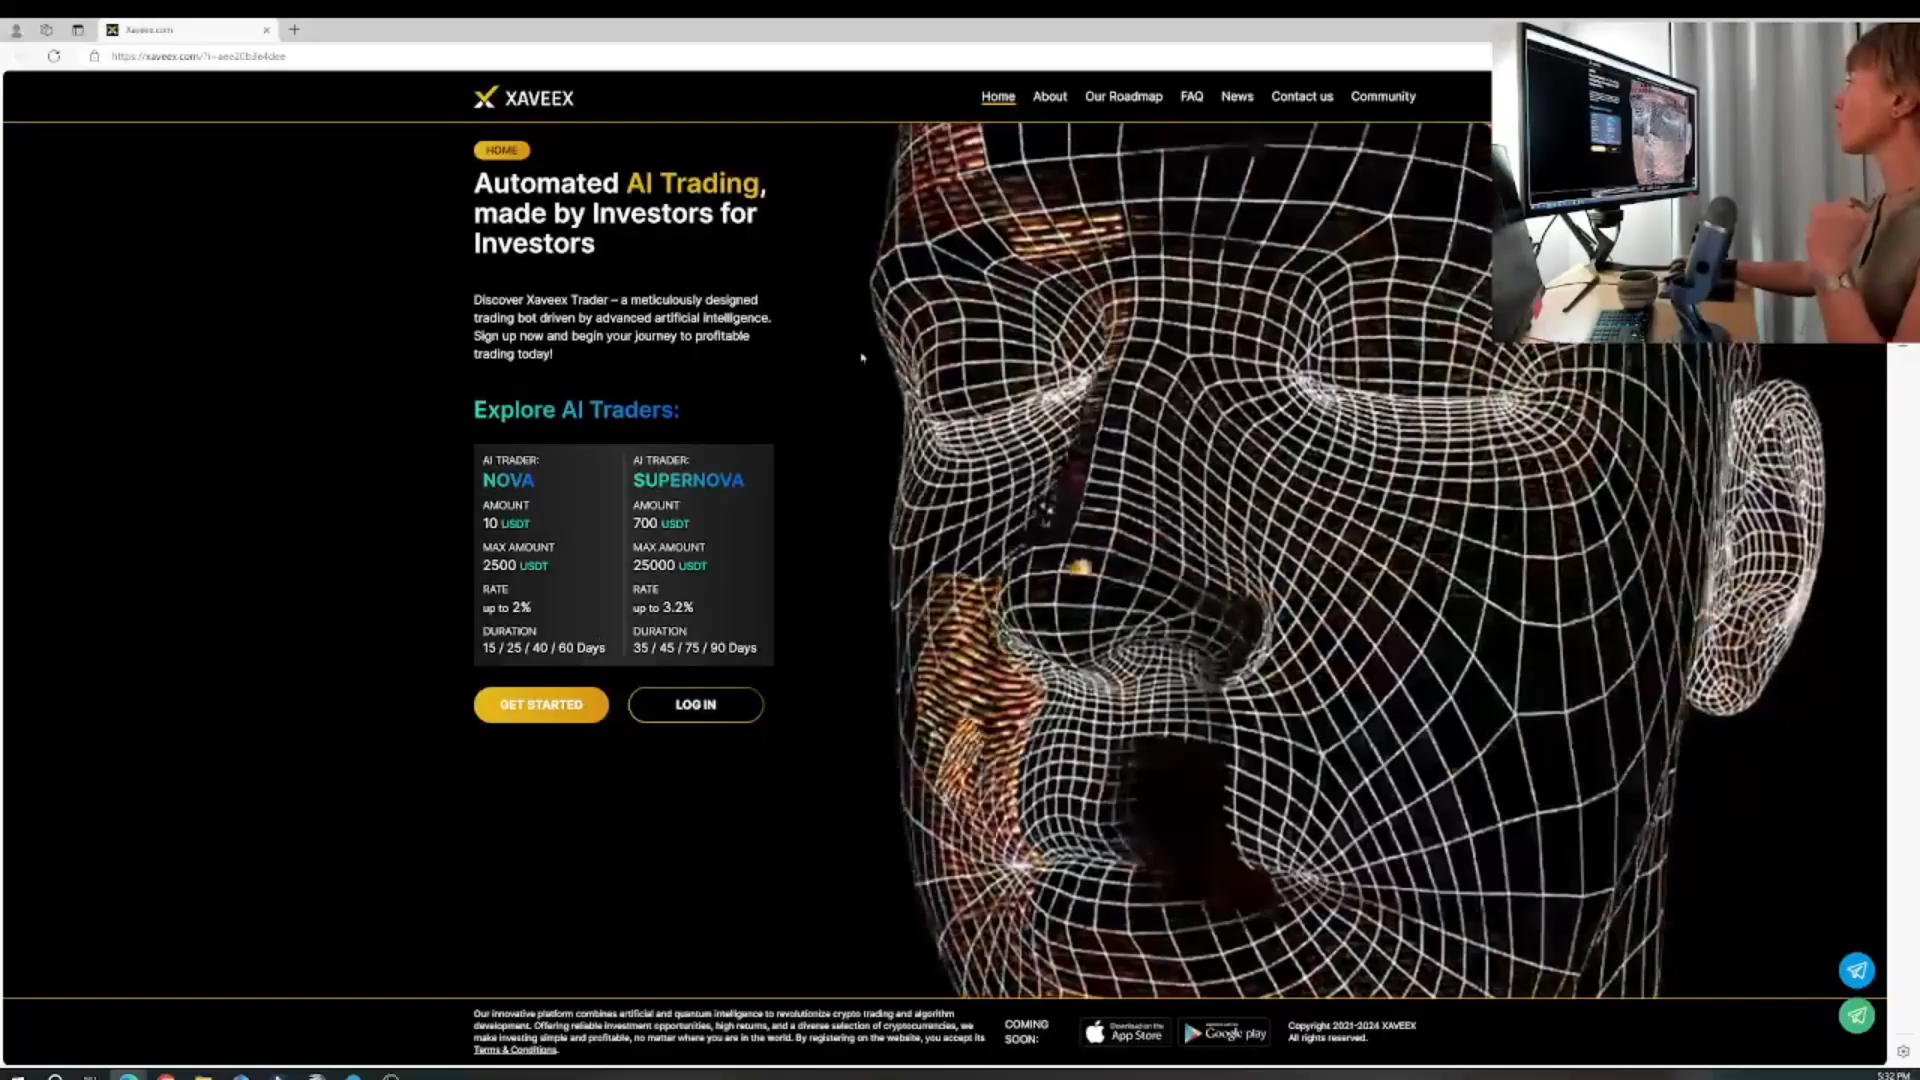 Xaveex.com
https://xaveex.com/?i=aee20b3e4dee
XAVEEX
Home About Our Roadmap FAQ News Contact us Community
HOME
Automated AI Trading,
made by Investors for
Investors
Discover Xaveex Trader – a meticulously designed
trading bot driven by advanced artificial intelligence.
Sign up now and begin your journey to profitable
trading today!
Explore AI Traders:
AI TRADER: AI TRADER:
NOVA SUPERNOVA
AMOUNT AMOUNT
10 USDT 700 USDT
MAX AMOUNT MAX AMOUNT
2500 USDT 25000 USDT
RATE RATE
up to 2% up to 3.2%
DURATION DURATION
15 / 25 / 40 / 60 Days 35 / 45 / 75 / 90 Days
GET STARTED LOG IN
Our innovative platform combines artificial and quantum intelligence to revolutionize crypto trading and algorithm
development. Offering reliable investment opportunities, high returns, and a diverse selection of cryptocurrencies, we
make investing simple and profitable, no matter where you are in the world. By registering on the website, you accept its
Terms & Conditions.
COMING
SOON:
Download on the
App Store
Google play
Copyright 2021-2024 XAVEEX
All rights reserved.
5:32 PM